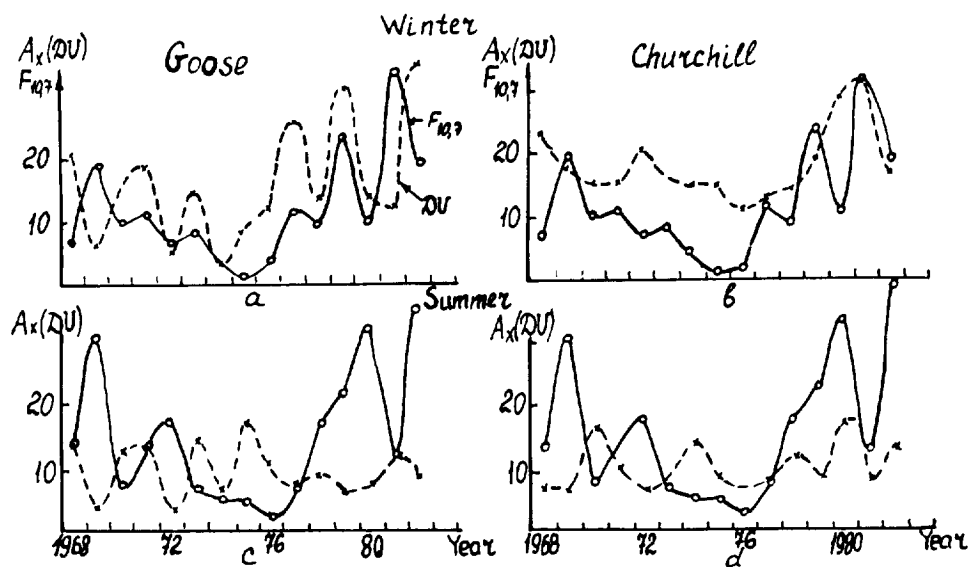 Winter
Aₓ(DU) Goose
F₁₀,₇
20
10
F₁₀,₇
DU
a
Aₓ(DU) Churchill
F₁₀,₇
20
10
b
Summer
Aₓ(DU)
20
10
1968 72 76 80 Year
c
Aₓ(DU)
20
10
1968 72 76 1980 Year
d